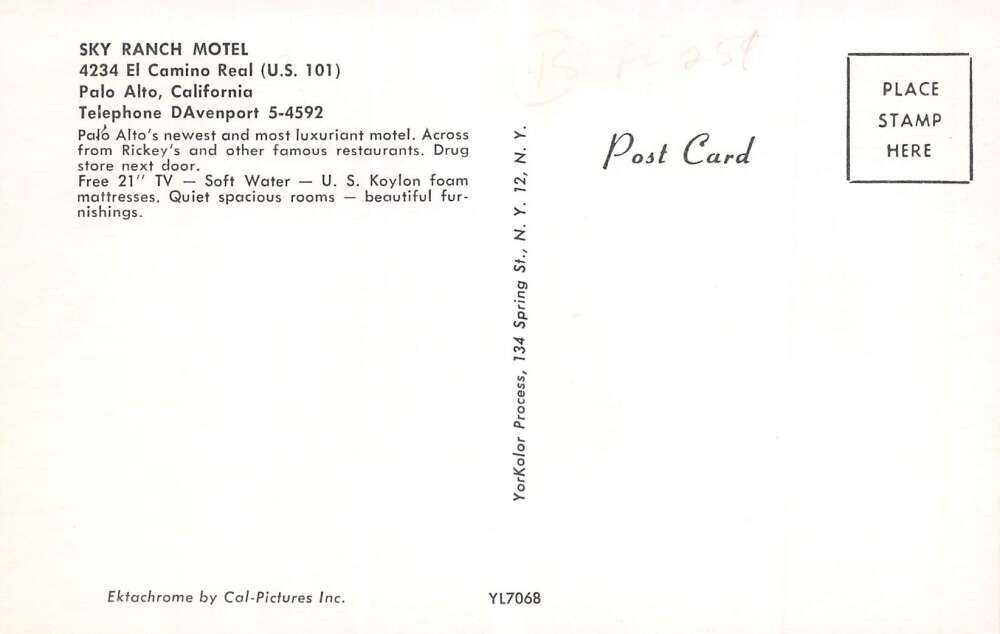 SKY RANCH MOTEL
4234 El Camino Real (U.S. 101)
Palo Alto, California
Telephone DAvenport 5-4592
Palo Alto's newest and most luxuriant motel. Across
from Rickey's and other famous restaurants. Drug
store next door.
Free 21" TV — Soft Water — U. S. Koylon foam
mattresses. Quiet spacious rooms — beautiful fur-
nishings.
Ektachrome by Cal-Pictures Inc.
YorKolor Process, 134 Spring St., N. Y. 12, N. Y.
YL7068
25¢
Post Card
PLACE
STAMP
HERE